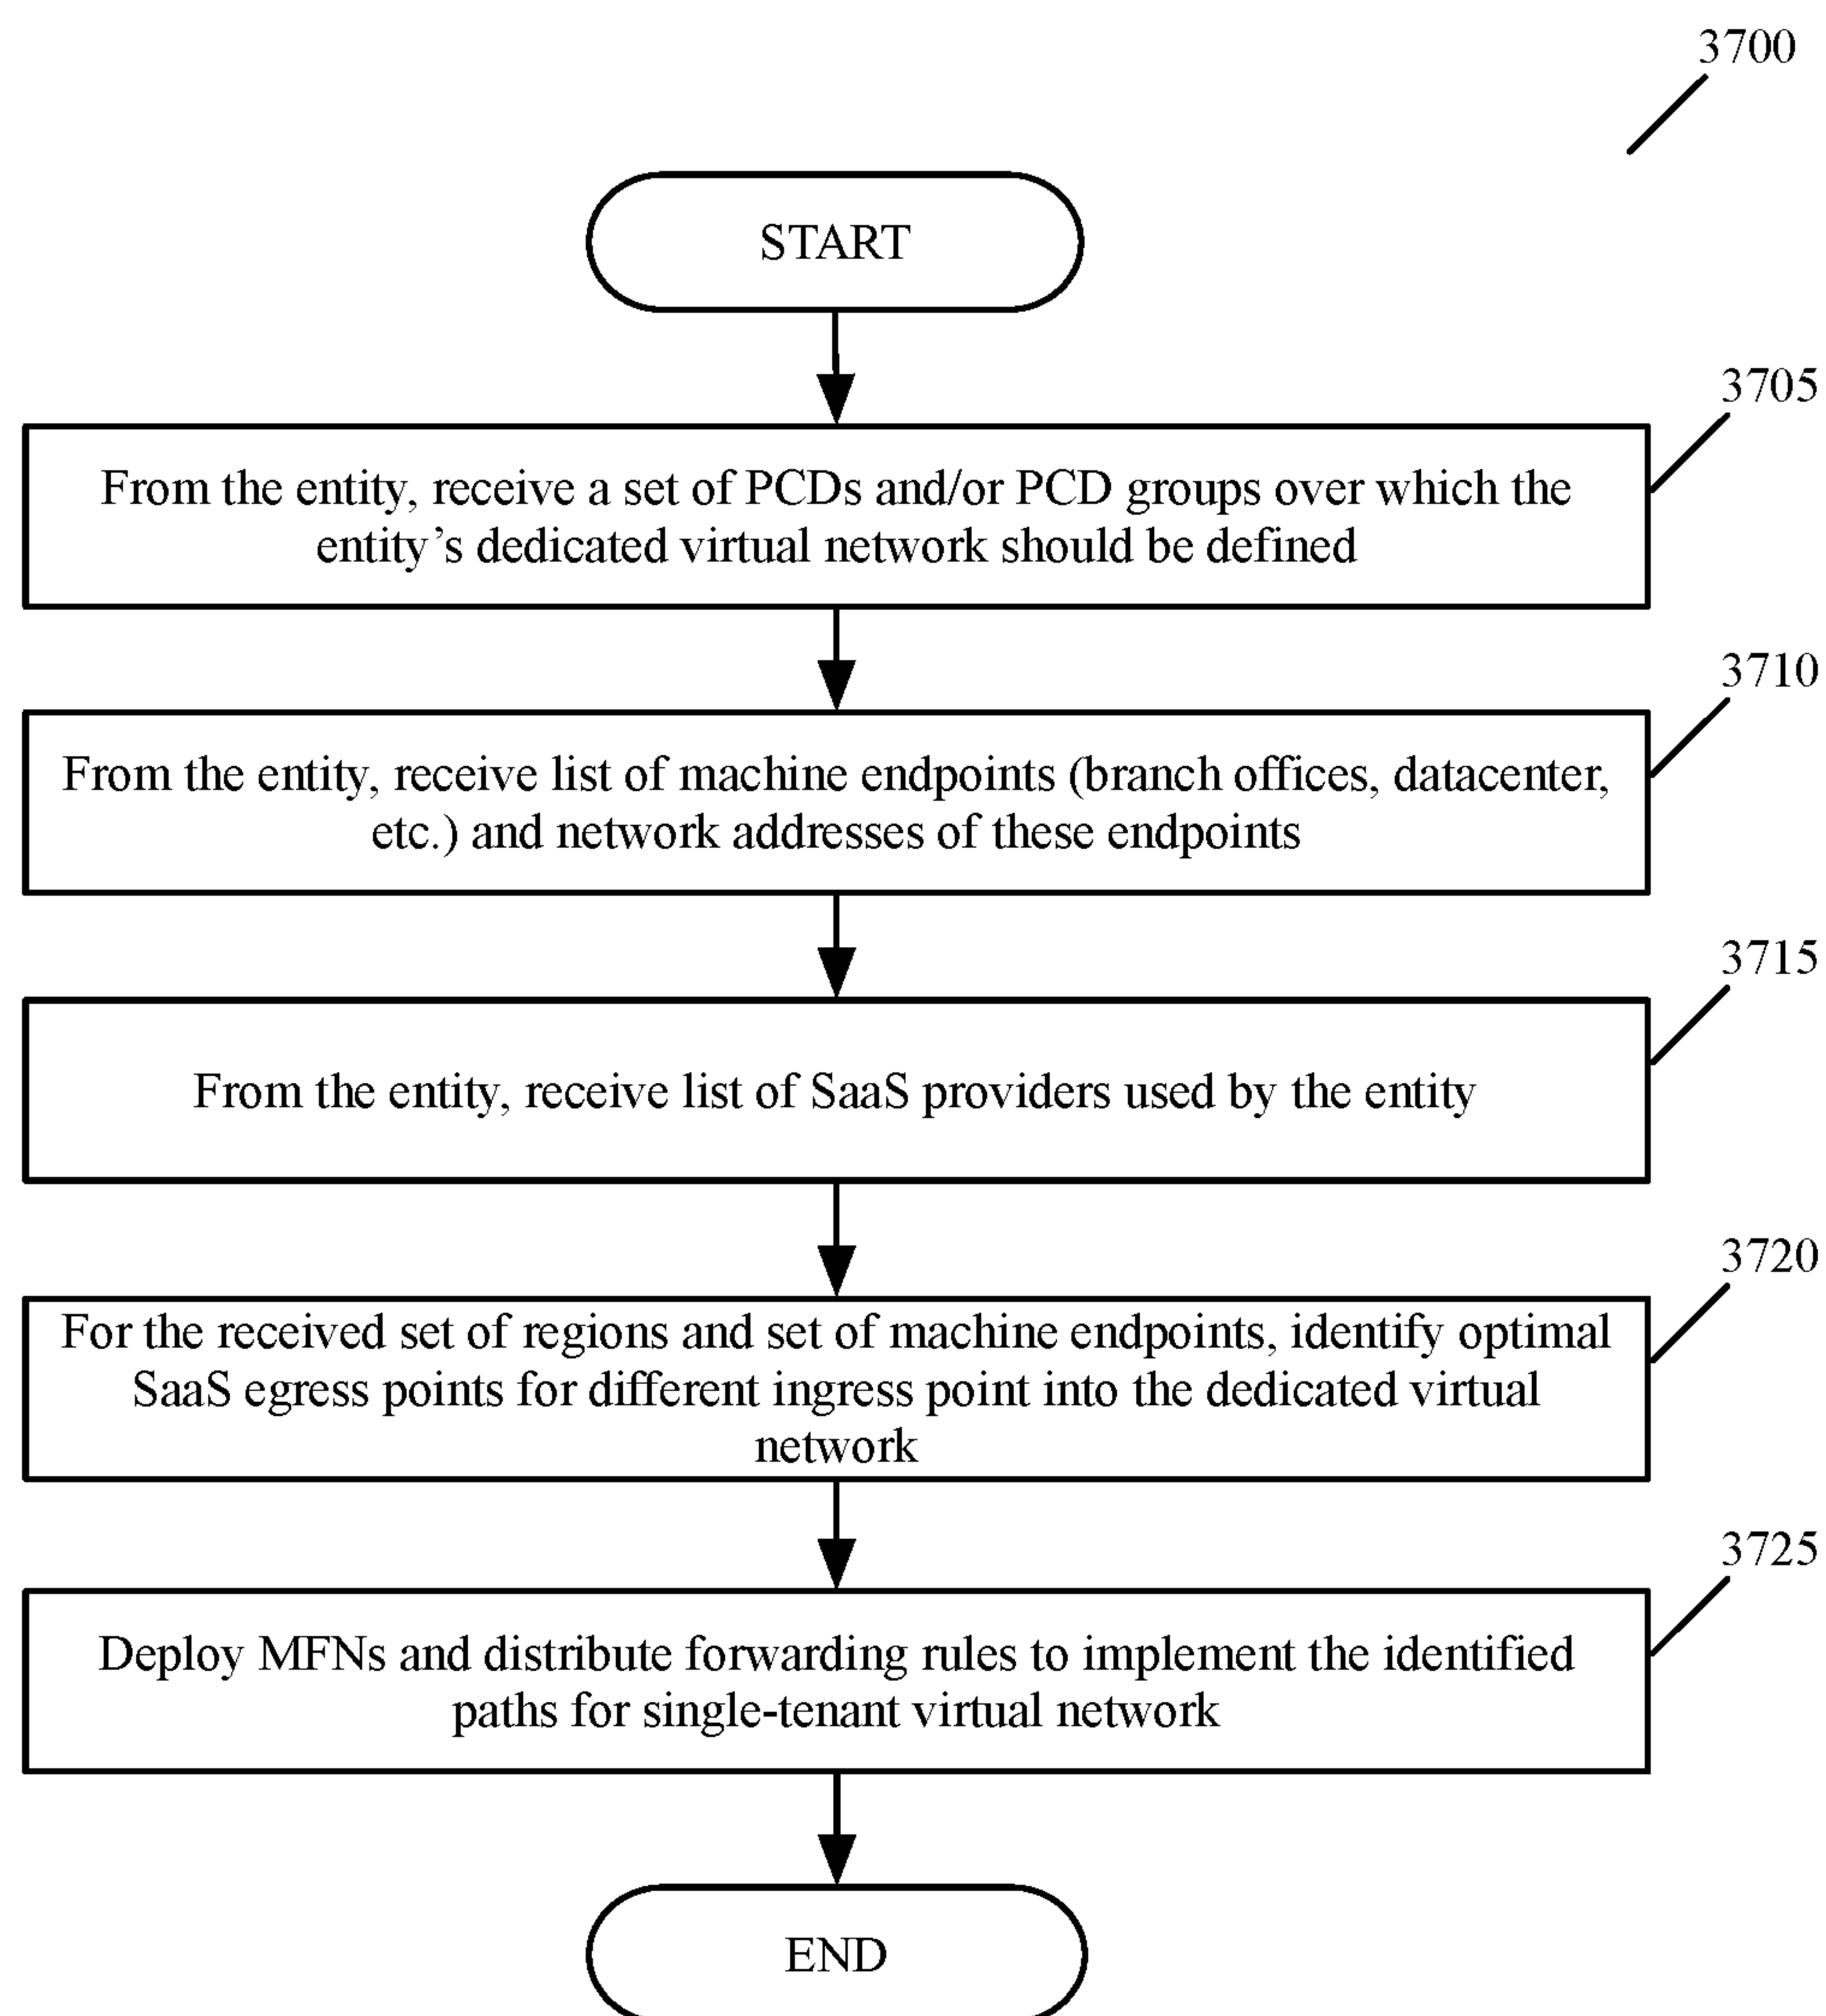 3700
START
3705
From the entity, receive a set of PCDs and/or PCD groups over which the
entity’s dedicated virtual network should be defined
3710
From the entity, receive list of machine endpoints (branch offices, datacenter,
etc.) and network addresses of these endpoints
3715
From the entity, receive list of SaaS providers used by the entity
3720
For the received set of regions and set of machine endpoints, identify optimal
SaaS egress points for different ingress point into the dedicated virtual
network
3725
Deploy MFNs and distribute forwarding rules to implement the identified
paths for single-tenant virtual network
END